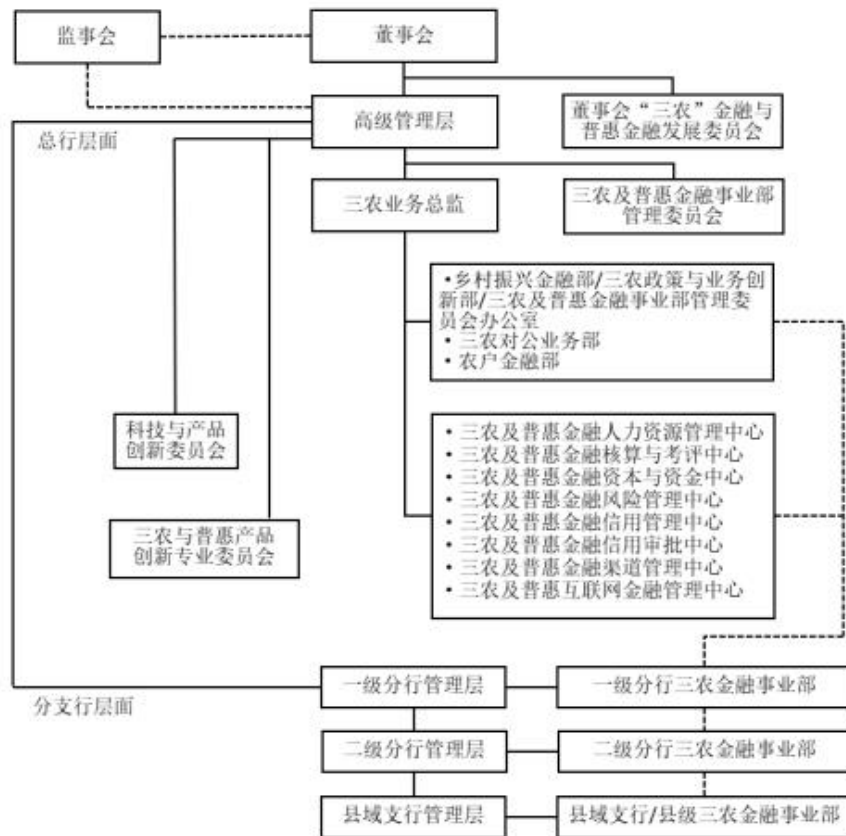 监事会
董事会
董事会“三农”金融与
普惠金融发展委员会
高级管理层
总行层面
三农业务总监
三农及普惠金融事业部
管理委员会
•乡村振兴金融部/三农政策与业务创
新部/三农及普惠金融事业部管理委
员会办公室
• 三农对公业务部
• 农户金融部
科技与产品
创新委员会
• 三农及普惠金融人力资源管理中心
• 三农及普惠金融核算与考评中心
• 三农及普惠金融资本与资金中心
• 三农及普惠金融风险管理中心
• 三农及普惠金融信用管理中心
• 三农及普惠金融信用审批中心
• 三农及普惠金融渠道管理中心
• 三农及普惠互联网金融管理中心
三农与普惠产品
创新专业委员会
一级分行管理层
一级分行三农金融事业部
分支行层面
二级分行管理层
二级分行三农金融事业部
县域支行管理层
县域支行/县级三农金融事业部